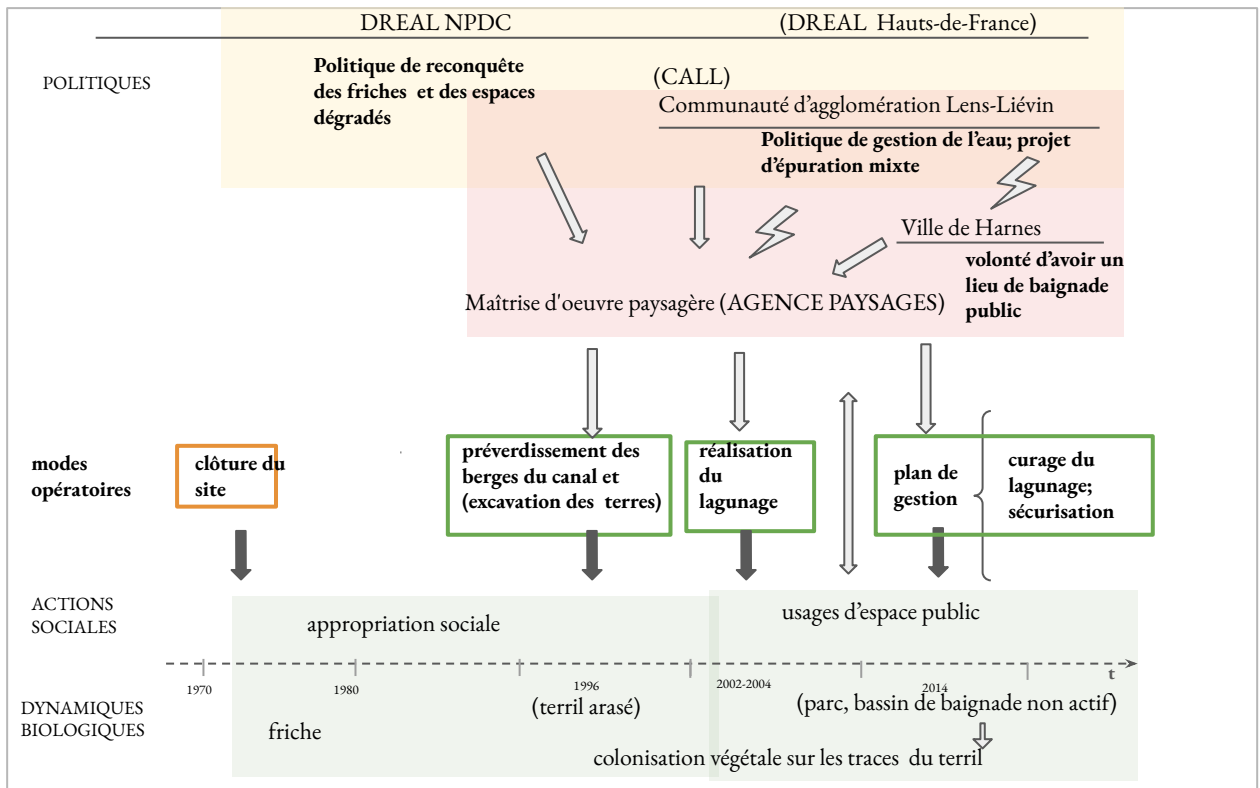 DREAL NPDC
(DREAL  Hauts-de-France)
POLITIQUES
Politique de reconquête
des friches  et des espaces
dégradés
(CALL)
Communauté d'agglomération Lens-Liévin
Politique de gestion de l'eau; projet
d'épuration mixte
Ville de Harnes
volonté d'avoir un
lieu de baignade
public
Maîtrise d'oeuvre paysagère (AGENCE PAYSAGES)
modes
opératoires
clôture du
site
préverdissement des
berges du canal et
(excavation des  terres)
réalisation
du
lagunage
plan de
gestion
curage du
lagunage;
sécurisation
ACTIONS
SOCIALES
appropriation sociale
usages d'espace public
t
1970
1980
1996
2002-2004
2014
(terril arasé)
(parc, bassin de baignade non actif)
DYNAMIQUES
BIOLOGIQUES
friche
colonisation végétale sur les traces  du terril